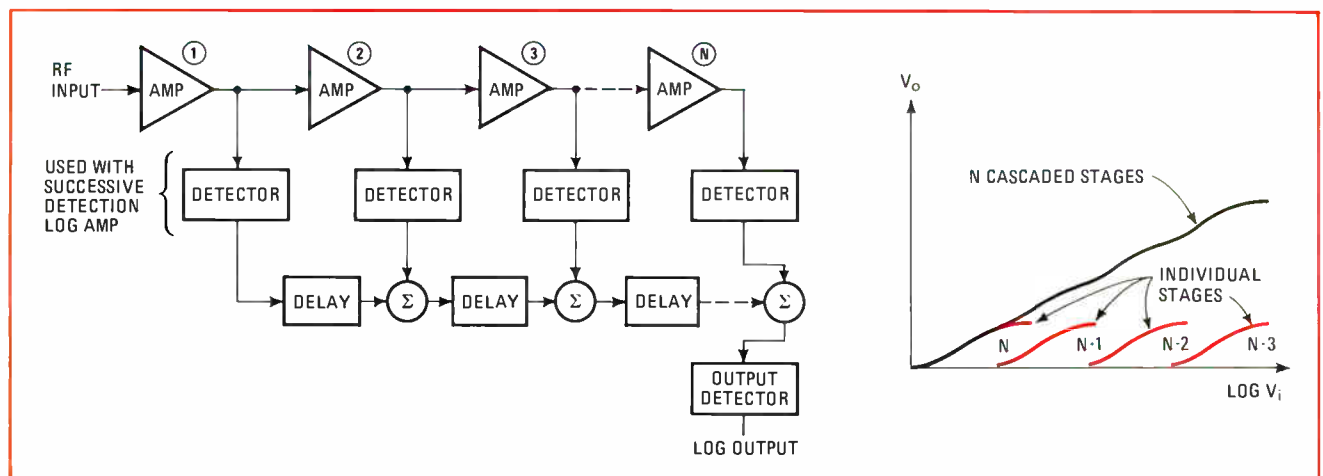 1
2
3
N
RF
INPUT
AMP
AMP
AMP
AMP
USED WITH
SUCCESSIVE
DETECTION
LOG AMP
DETECTOR
DETECTOR
DETECTOR
DETECTOR
DELAY
Σ
DELAY
Σ
DELAY
Σ
OUTPUT
DETECTOR
LOG OUTPUT
Vo
N CASCADED STAGES
INDIVIDUAL
STAGES
N
N-1
N-2
N-3
LOG Vi